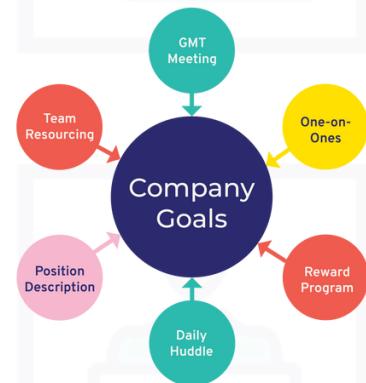 GMT
Meeting
Team
Resourcing
One-on-
Ones
Company
Goals
Position
Description
Reward
Program
Daily
Huddle